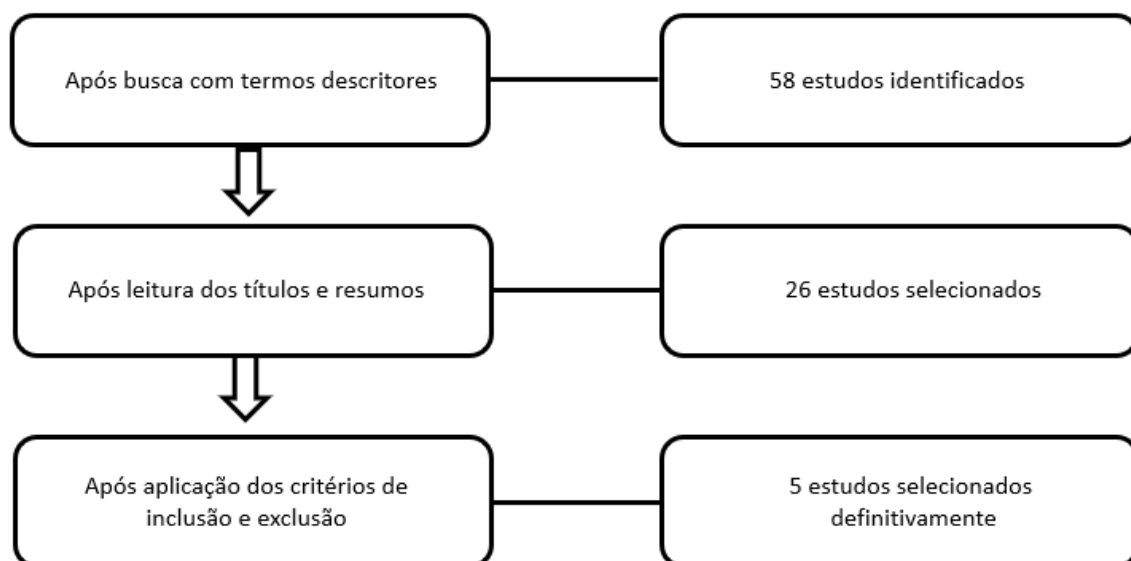 Após busca com termos descritores
58 estudos identificados
Após leitura dos títulos e resumos
26 estudos selecionados
Após aplicação dos critérios de
inclusão e exclusão
5 estudos selecionados
definitivamente